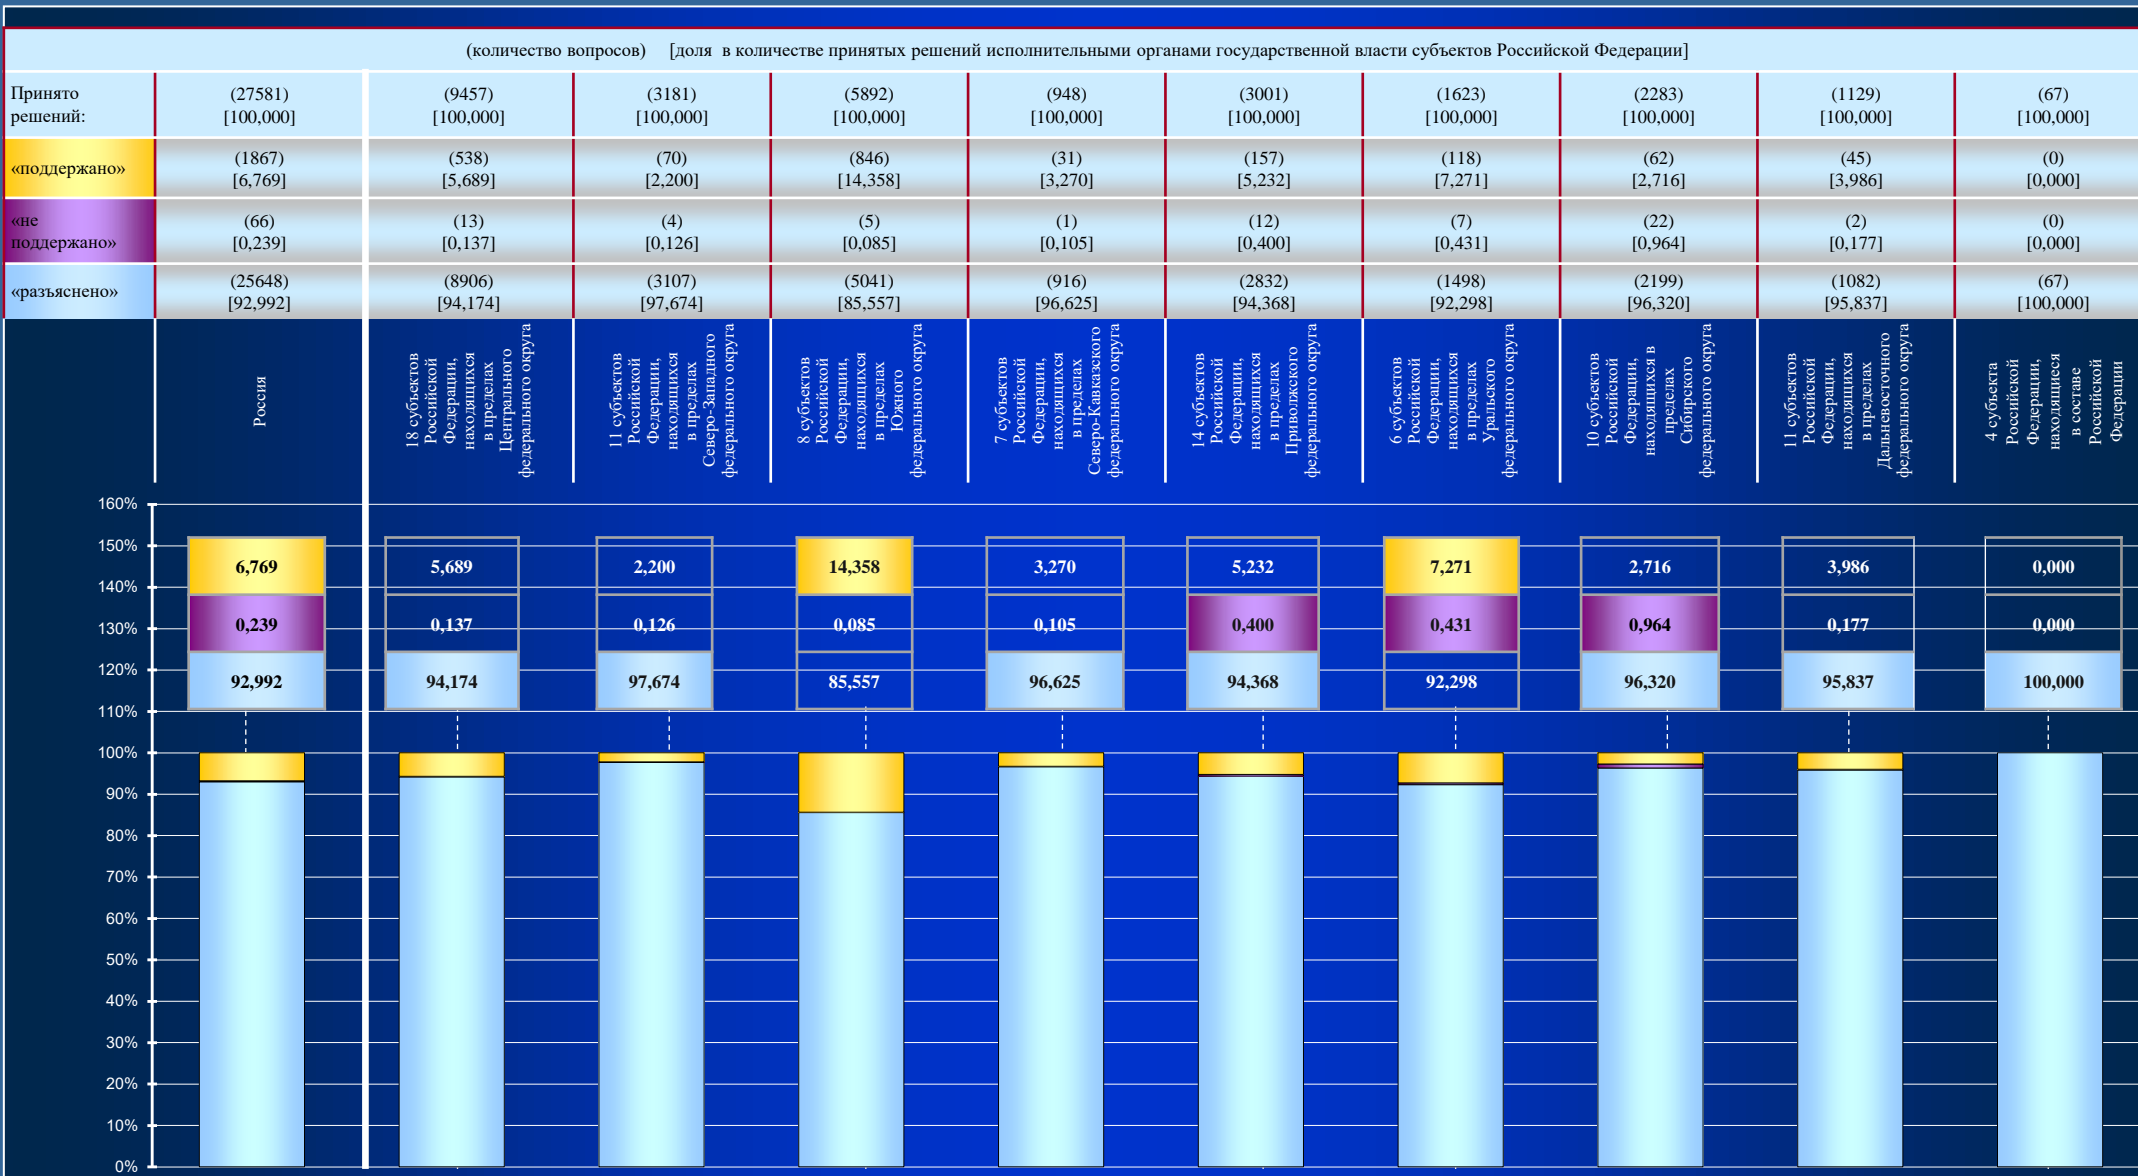 (количество вопросов) [доля в количестве принятых решений исполнительными органами государственной власти субъектов Российской Федерации]
Принято
решений:
(27581)
[100,000]
(9457)
[100,000]
(3181)
[100,000]
(5892)
[100,000]
(948)
[100,000]
(3001)
[100,000]
(1623)
[100,000]
(2283)
[100,000]
(1129)
[100,000]
(67)
[100,000]
«поддержано»
(1867)
[6,769]
(538)
[5,689]
(70)
[2,200]
(846)
[14,358]
(31)
[3,270]
(157)
[5,232]
(118)
[7,271]
(62)
[2,716]
(45)
[3,986]
(0)
[0,000]
«не
поддержано»
(66)
[0,239]
(13)
[0,137]
(4)
[0,126]
(5)
[0,085]
(1)
[0,105]
(12)
[0,400]
(7)
[0,431]
(22)
[0,964]
(2)
[0,177]
(0)
[0,000]
«разъяснено»
(25648)
[92,992]
(8906)
[94,174]
(3107)
[97,674]
(5041)
[85,557]
(916)
[96,625]
(2832)
[94,368]
(1498)
[92,298]
(2199)
[96,320]
(1082)
[95,837]
(67)
[100,000]
Россия
18 субъектов
Российской
Федерации,
находящихся
в пределах
Центрального
федерального округа
11 субъектов
Российской
Федерации,
находящихся
в пределах
Северо-Западного
федерального округа
8 субъектов
Российской
Федерации,
находящихся
в пределах
Южного
федерального округа
7 субъектов
Российской
Федерации,
находящихся
в пределах
Северо-Кавказского
федерального округа
14 субъектов
Российской
Федерации,
находящихся
в пределах
Приволжского
федерального округа
6 субъектов
Российской
Федерации,
находящихся
в пределах
Уральского
федерального округа
10 субъектов
Российской
Федерации,
находящихся в
пределах
Сибирского
федерального округа
11 субъектов
Российской
Федерации,
находящихся
в пределах
Дальневосточного
федерального округа
4 субъекта
Российской
Федерации,
находящиеся
в составе
Российской
Федерации
160%
150%
140%
130%
120%
110%
100%
90%
80%
70%
60%
50%
40%
30%
20%
10%
0%
6,769
5,689
2,200
14,358
3,270
5,232
7,271
2,716
3,986
0,000
0,239
0,137
0,126
0,085
0,105
0,400
0,431
0,964
0,177
0,000
92,992
94,174
97,674
85,557
96,625
94,368
92,298
96,320
95,837
100,000